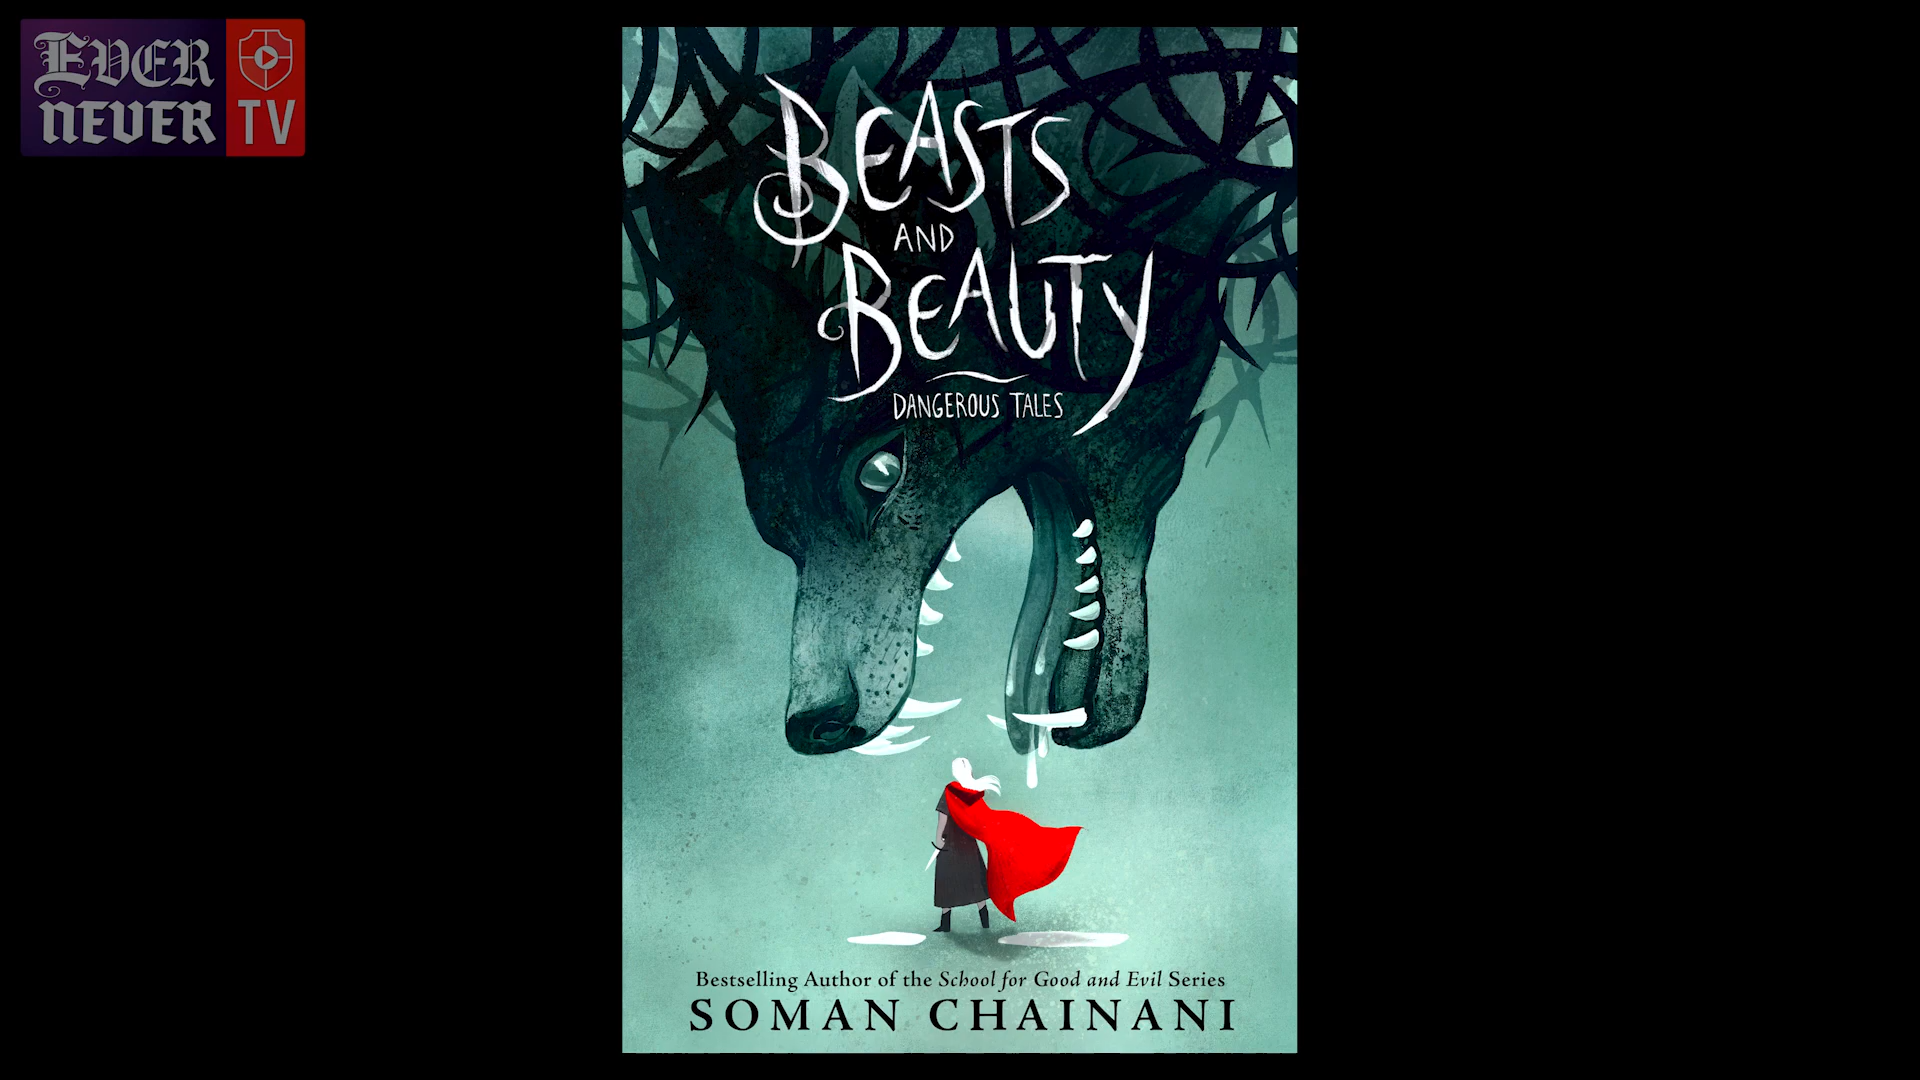 EVER
NEVER
TV
BEASTS
AND
BEAUTY
DANGEROUS TALES
Bestselling Author of the School for Good and Evil Series
SOMAN CHAINANI